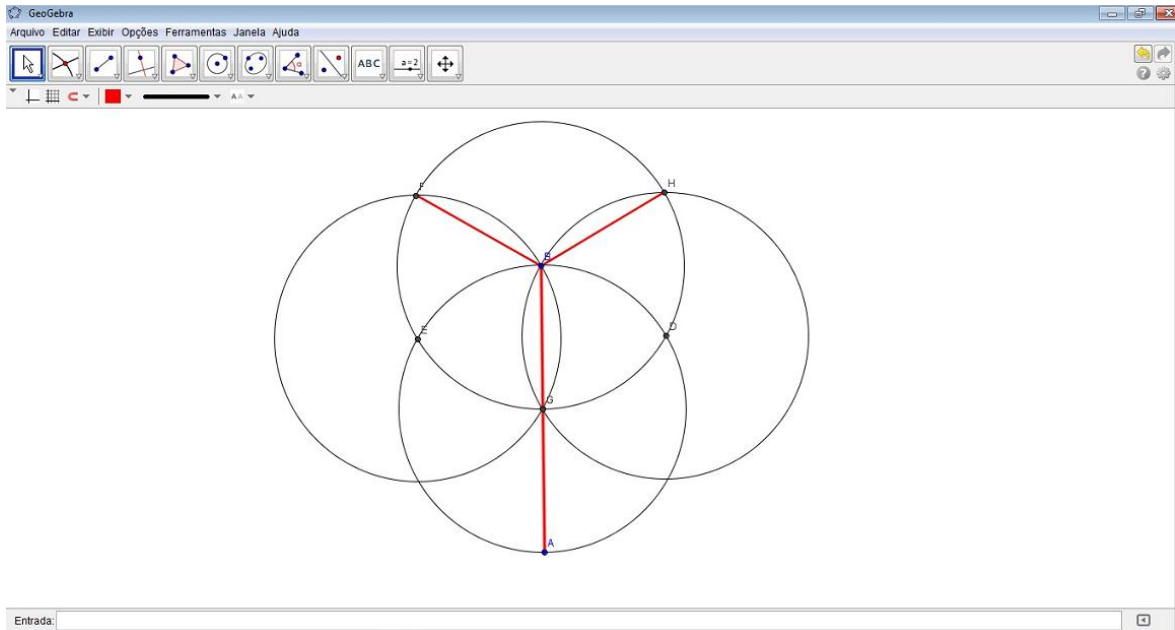 GeoGebra
Arquivo Editar Exibir Opções Ferramentas Janela Ajuda
ABC a=2
A A
F H
B
E D
G
A
Entrada: